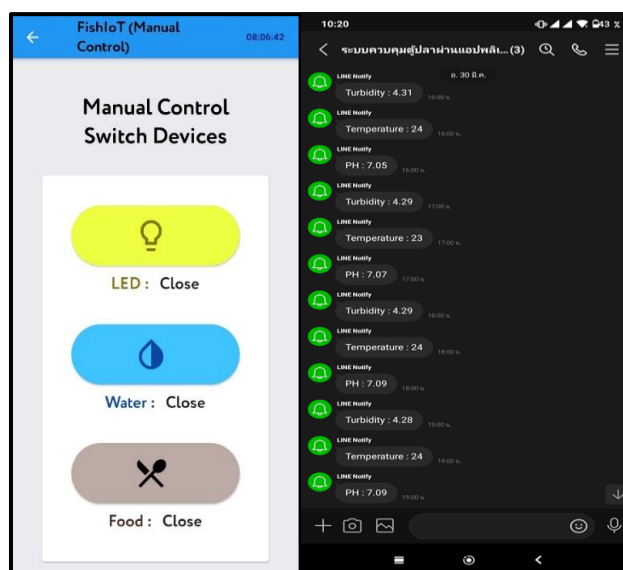 FishIoT (Manual
Control)
08:06:42
Manual Control
Switch Devices
LED : Close
Water : Close
Food : Close
10:20
43 %
ระบบควบคุมตู้ปลาผ่านแอปพลิเ... (3)
อ. 30 มี.ค.
LINE Notify
Turbidity : 4.31
16:00 น.
LINE Notify
Temperature : 24
16:00 น.
LINE Notify
PH : 7.05
16:00 น.
LINE Notify
Turbidity : 4.29
17:00 น.
LINE Notify
Temperature : 23
17:00 น.
LINE Notify
PH : 7.07
17:00 น.
LINE Notify
Turbidity : 4.29
18:00 น.
LINE Notify
Temperature : 24
18:00 น.
LINE Notify
PH : 7.09
18:00 น.
LINE Notify
Turbidity : 4.28
19:00 น.
LINE Notify
Temperature : 24
19:00 น.
LINE Notify
PH : 7.09
19:00 น.